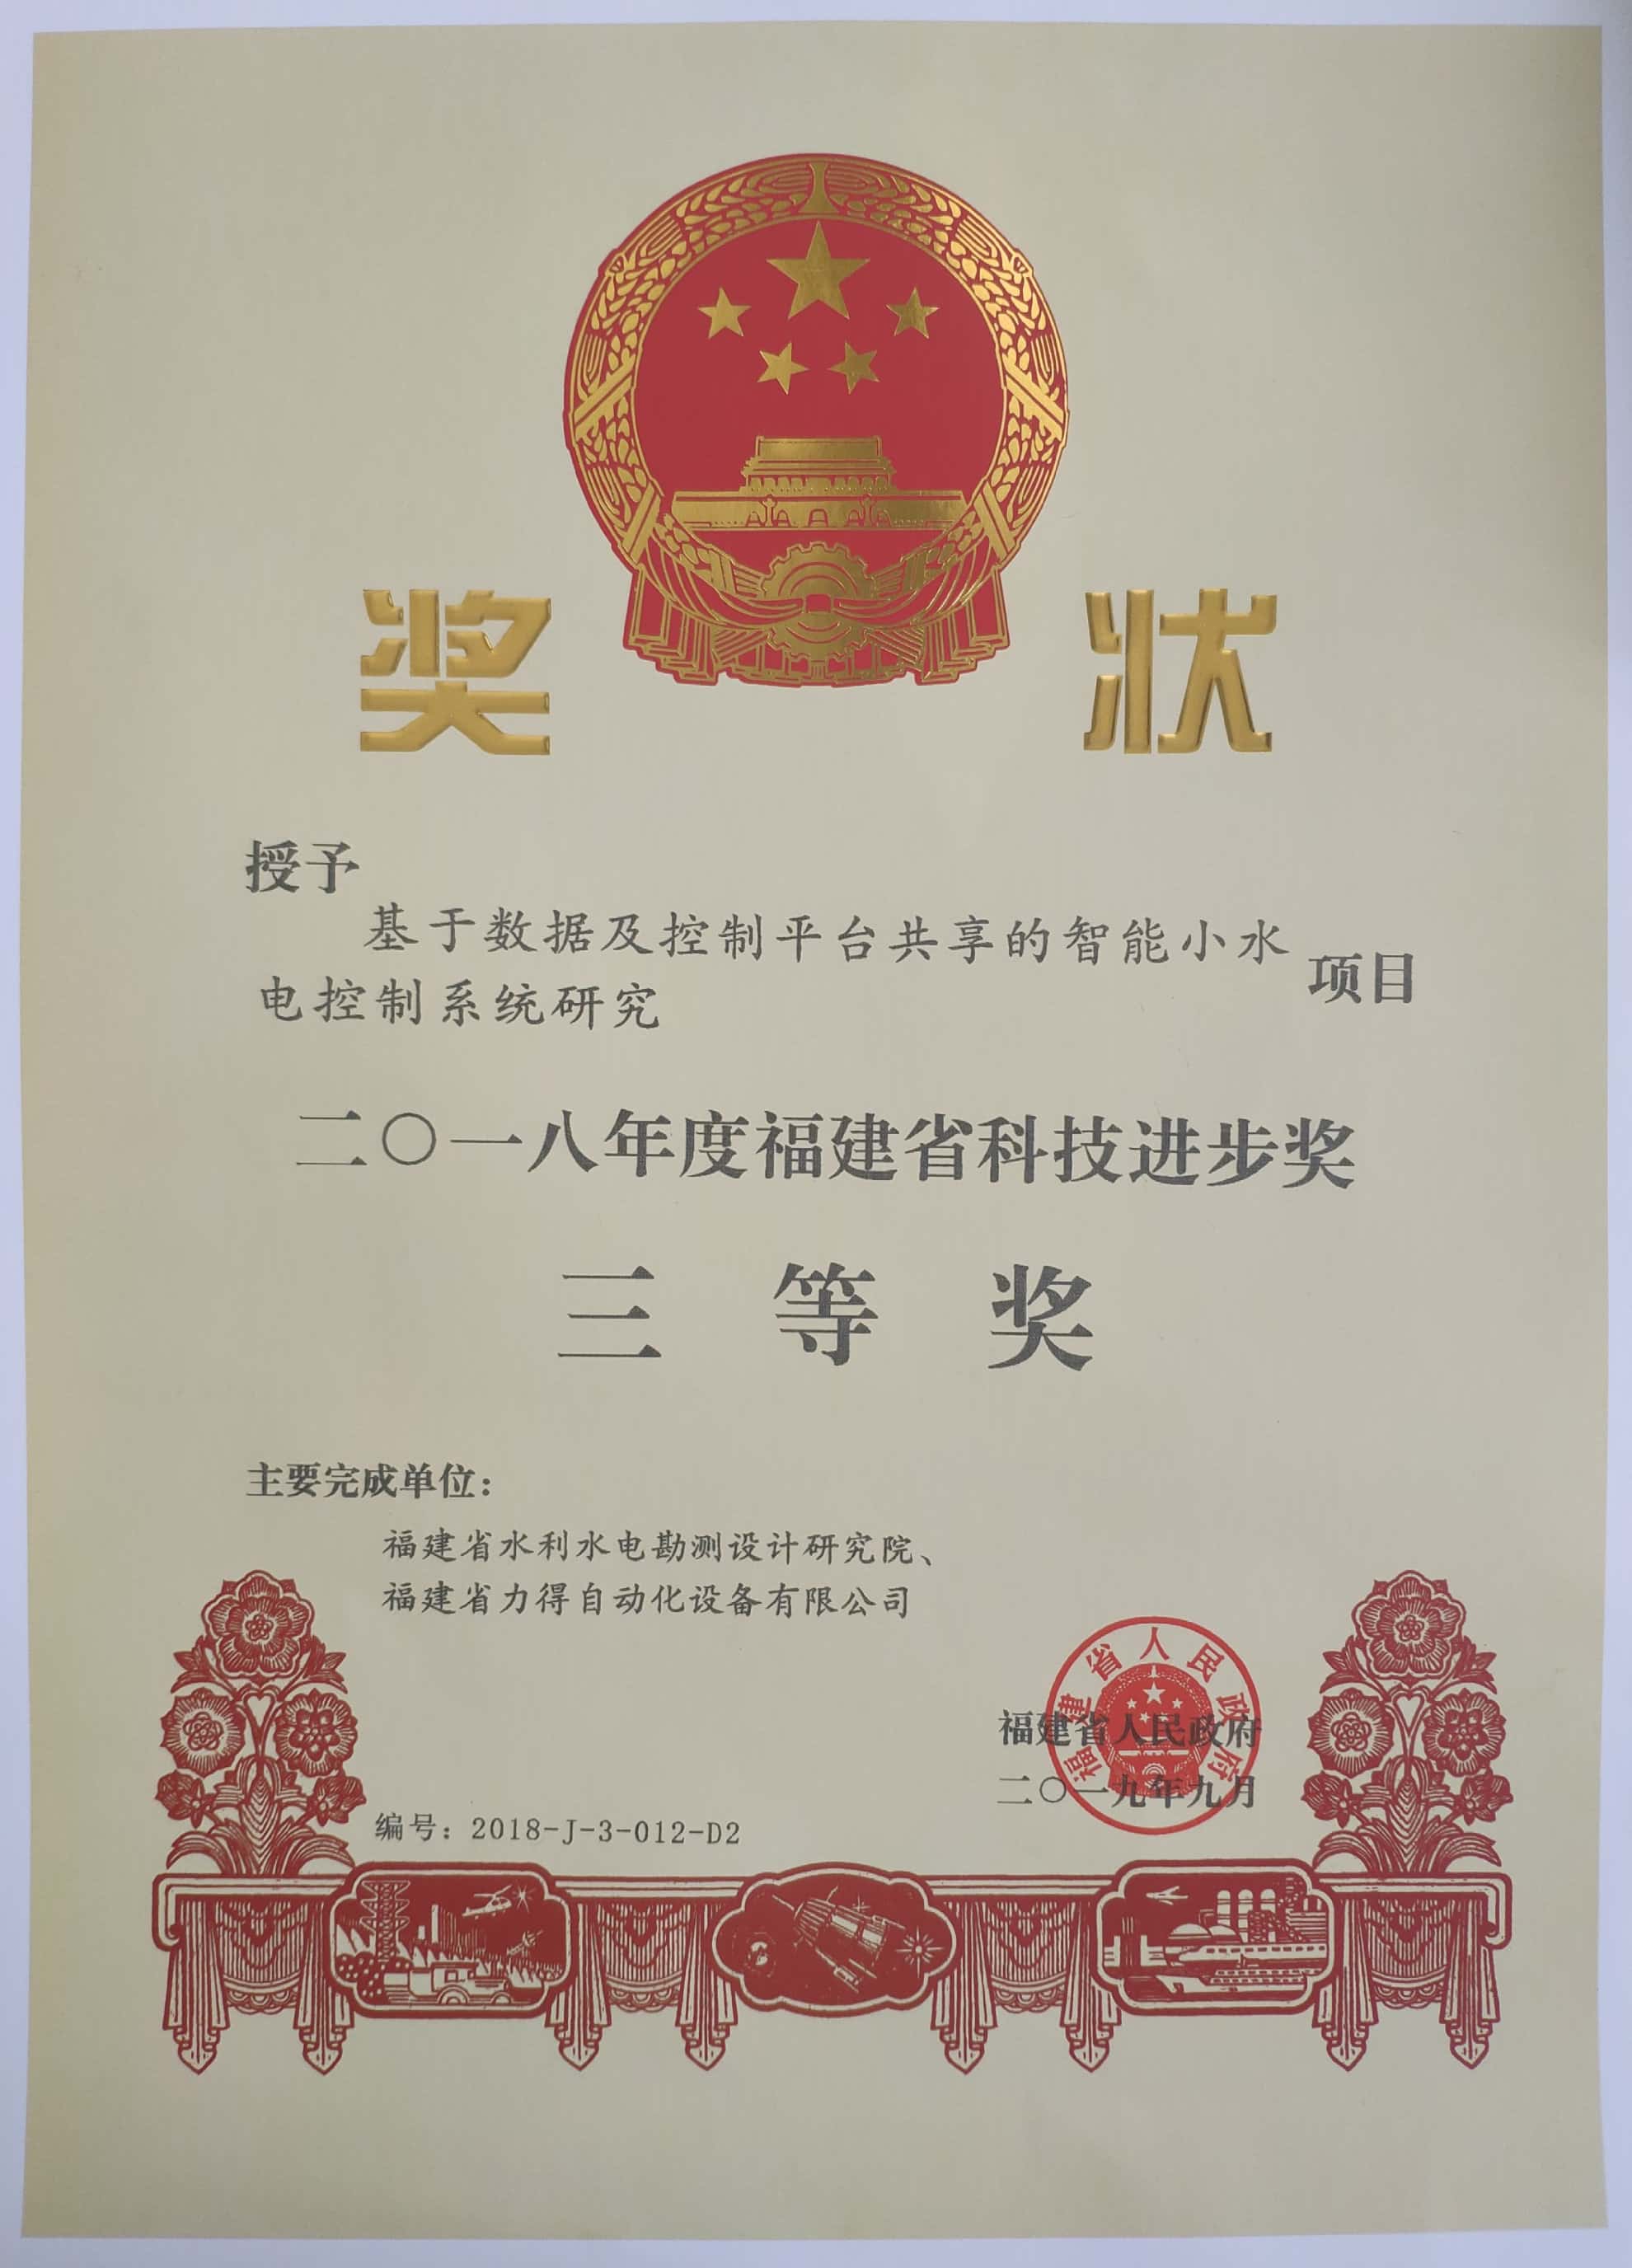 奖状
授予
基于数据及控制平台共享的智能小水
电控制系统研究
项目
二〇一八年度福建省科技进步奖
三等奖
主要完成单位：
福建省水利水电勘测设计研究院、
福建省力得自动化设备有限公司
福建省人民政府
福建省人民政府
二〇一九年九月
编号：2018-J-3-012-D2